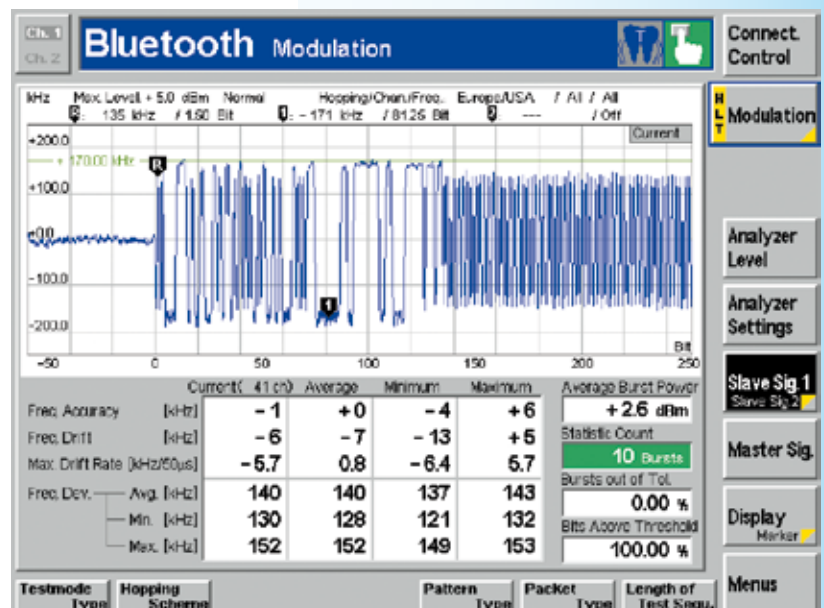 Ch. 1
Ch. 2
Bluetooth Modulation
Connect.
Control
kHz Max. Level + 5.0 dBm Normal Hopping/Chan./Freq. Europe/USA / All / All
R: 135 kHz / 1.50 Bit 1: - 171 kHz / 81.25 Bit 2: --- / Off
Current
HLT
Modulation
+200.0
+ 170.00 kHz
R
+100.0
+0.0
-100.0
1
-200.0
Bit
-50 0 50 100 150 200 250
Analyzer
Level
Analyzer
Settings
Slave Sig.1
Slave Sig.2
Master Sig.
Display
Marker
Menus
Current( 41 ch) Average Minimum Maximum
Freq. Accuracy [kHz] - 1 + 0 - 4 + 6
Freq. Drift [kHz] - 6 - 7 - 13 + 5
Max. Drift Rate [kHz/50µs] - 5.7 0.8 - 6.4 5.7
Freq. Dev. Avg. [kHz] 140 140 137 143
Min. [kHz] 130 128 121 132
Max. [kHz] 152 152 149 153
Average Burst Power
+ 2.6 dBm
Statistic Count
10 Bursts
Bursts out of Tol.
0.00 %
Bits Above Threshold
100.00 %
Testmode
Type
Hopping
Scheme
Pattern
Type
Packet
Type
Length of
Test Sequ.